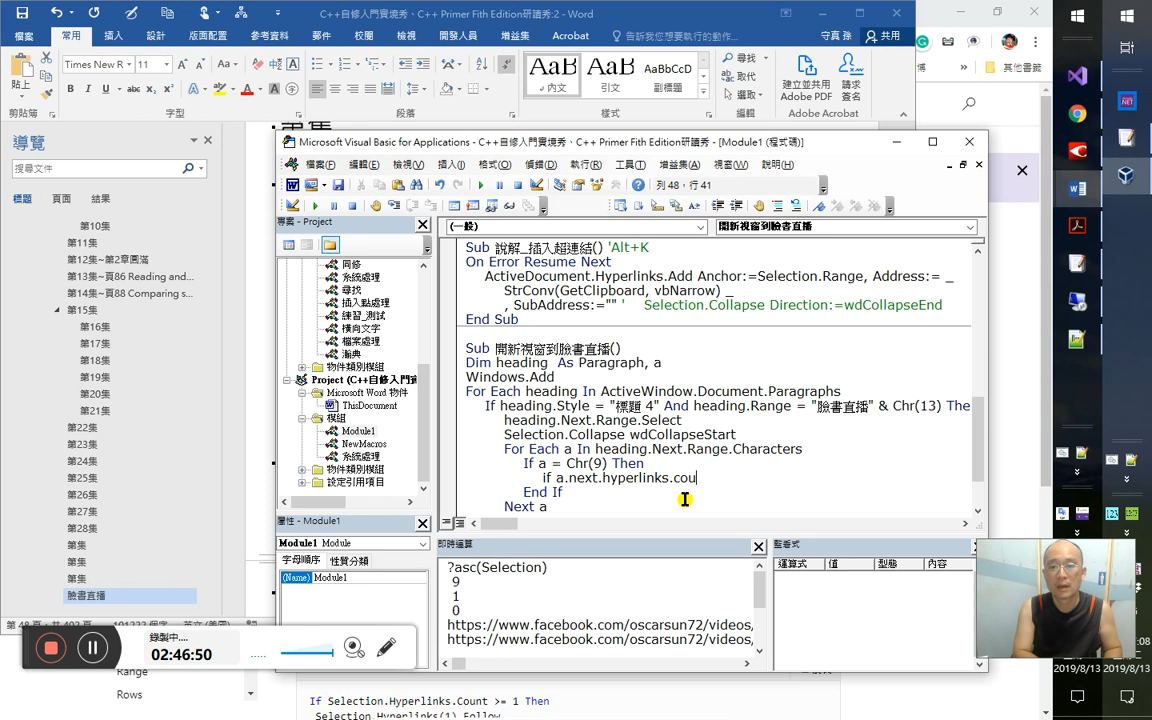 C++自修入門實境秀、C++ Primer Fith Edition研讀秀:2 - Word
檔案 常用 插入 設計 版面配置 參考資料 郵件 校閱 檢視 開發人員 增益集 Acrobat 告訴我您想要執行的動作... 守真 孫 共用
貼上 Times New R 11
AaB AaB AaBbCcD
內文 引文 副標題
尋找 取代 選取
建立並共用 Adobe PDF 請求簽名
剪貼簿 字型 段落 樣式 編輯 Adobe Acrobat
其他書籤
導覽
搜尋文件
標題 頁面 結果
第10集
第11集
第12集~第2章圓滿
第13集~頁86 Reading and...
第14集~頁88 Comparing s...
第15集
第16集
第17集
第18集
第19集
第20集
第21集
第22集
第23集
第24集
第25集
第26集
第27集
第28集
第集
第集
第集
臉書直播
Microsoft Visual Basic for Applications - C++自修入門實境秀、C++ Primer Fith Edition研讀秀 - [Module1 (程式碼)]
檔案(F) 編輯(E) 檢視(V) 插入(I) 格式(O) 偵錯(D) 執行(R) 工具(T) 增益集(A) 視窗(W) 說明(H)
列 48，行 41
專案 - Project
同修
系統處理
尋找
插入點處理
練習_測試
橫向文字
檔案處理
瀚典
物件類別模組
Project (C++自修入門實
Microsoft Word 物件
ThisDocument
模組
Module1
NewMacros
系統處理
物件類別模組
設定引用項目
屬性 - Module1
Module1 Module
字母順序 性質分類
(Name) Module1
(一般) 開新視窗到臉書直播
Sub 說解_插入超連結() 'Alt+K
On Error Resume Next
ActiveDocument.Hyperlinks.Add Anchor:=Selection.Range, Address:= _
StrConv(GetClipboard, vbNarrow) _
, SubAddress:="" ' Selection.Collapse Direction:=wdCollapseEnd
End Sub
Sub 開新視窗到臉書直播()
Dim heading As Paragraph, a
Windows.Add
For Each heading In ActiveWindow.Document.Paragraphs
If heading.Style = "標題 4" And heading.Range = "臉書直播" & Chr(13) The
heading.Next.Range.Select
Selection.Collapse wdCollapseStart
For Each a In heading.Next.Range.Characters
If a = Chr(9) Then
if a.next.hyperlinks.cou
End If
Next a
即時運算
?asc(Selection)
9
1
0
https://www.facebook.com/oscarsun72/videos,
https://www.facebook.com/oscarsun72/videos,
監看式
運算式 值 型態 內容
錄製中....
02:46:50
Range
Rows
If Selection.Hyperlinks.Count >= 1 Then
Selection.Hyperlinks(1).Follow
2019/8/13 2019/8/13